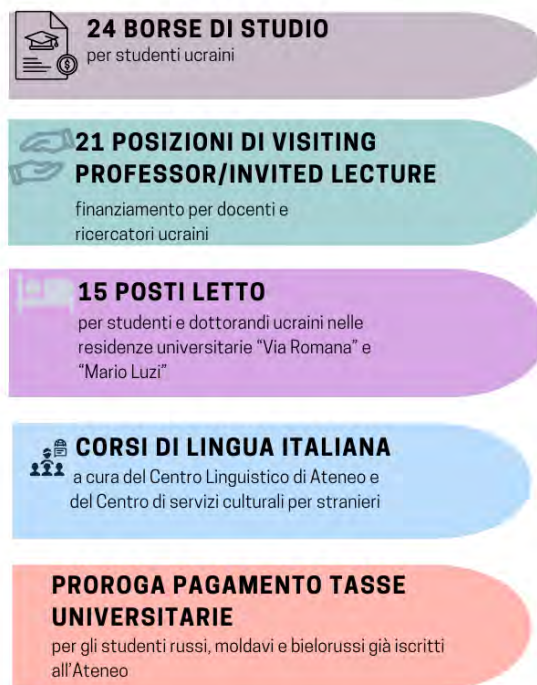 24 BORSE DI STUDIO
per studenti ucraini
21 POSIZIONI DI VISITING
PROFESSOR/INVITED LECTURE
finanziamento per docenti e
ricercatori ucraini
15 POSTI LETTO
per studenti e dottorandi ucraini nelle
residenze universitarie “Via Romana” e
“Mario Luzi”
CORSI DI LINGUA ITALIANA
a cura del Centro Linguistico di Ateneo e
del Centro di servizi culturali per stranieri
PROROGA PAGAMENTO TASSE
UNIVERSITARIE
per gli studenti russi, moldavi e bielorussi già iscritti
all'Ateneo